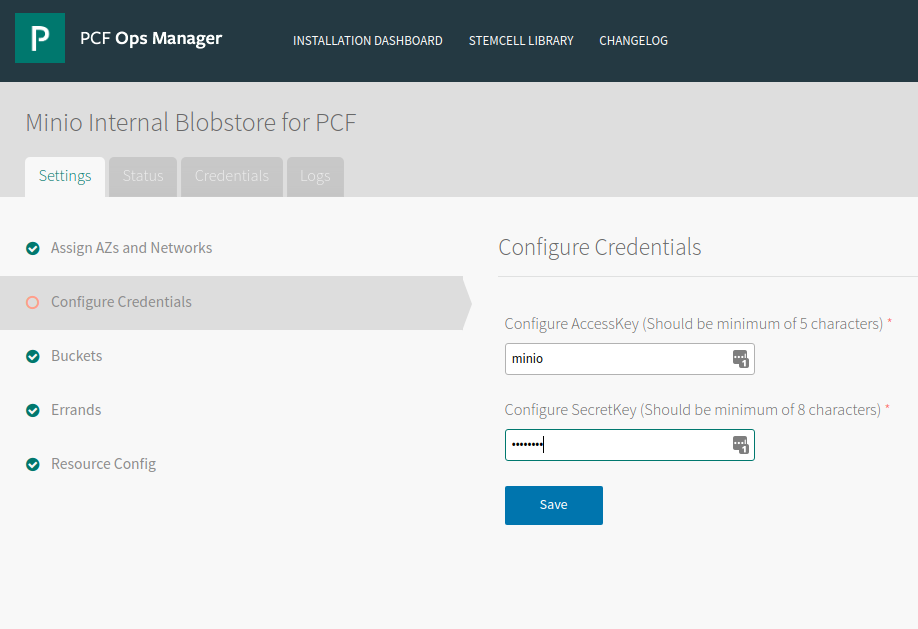 P PCF Ops Manager INSTALLATION DASHBOARD STEMCELL LIBRARY CHANGELOG
Minio Internal Blobstore for PCF
Settings Status Credentials Logs
Assign AZs and Networks
Configure Credentials
Buckets
Errands
Resource Config
Configure Credentials
Configure AccessKey (Should be minimum of 5 characters) *
minio 1
Configure SecretKey (Should be minimum of 8 characters) *
•••••••• 1
Save